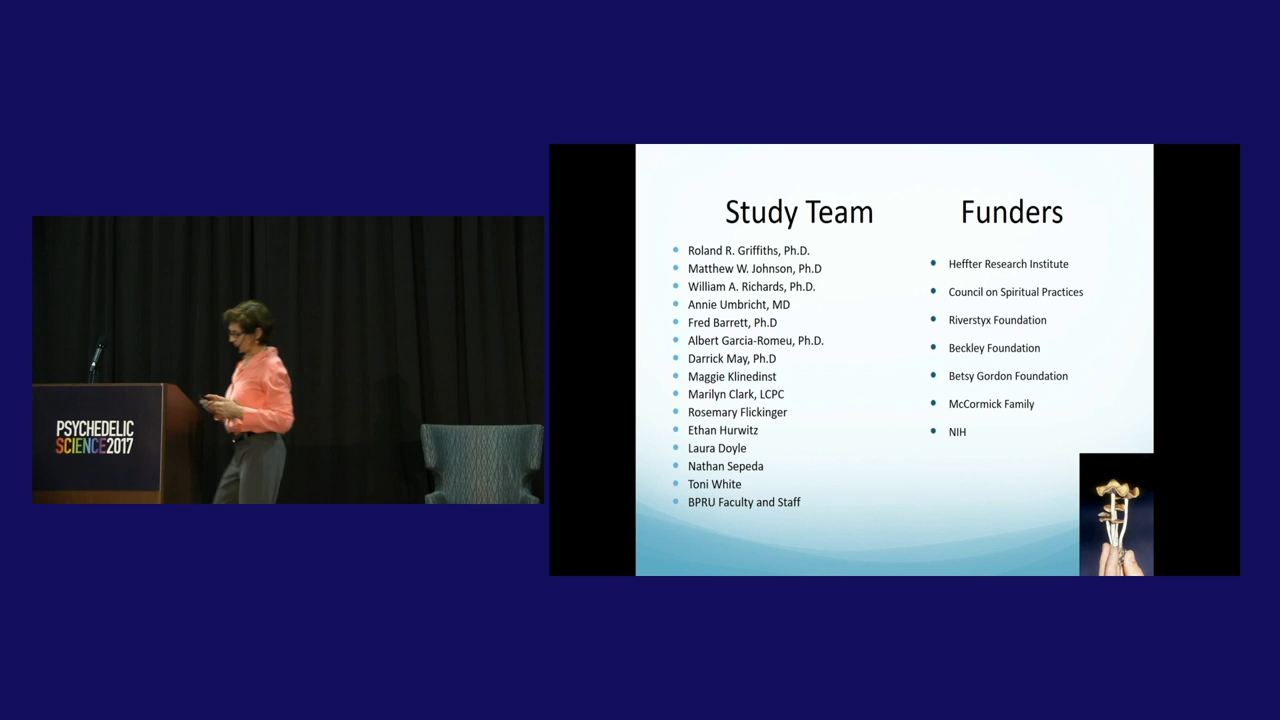 PSYCHEDELIC
SCIENCE2017
Study Team
Roland R. Griffiths, Ph.D.
Matthew W. Johnson, Ph.D
William A. Richards, Ph.D.
Annie Umbricht, MD
Fred Barrett, Ph.D
Albert Garcia-Romeu, Ph.D.
Darrick May, Ph.D
Maggie Klinedinst
Marilyn Clark, LCPC
Rosemary Flickinger
Ethan Hurwitz
Laura Doyle
Nathan Sepeda
Toni White
BPRU Faculty and Staff
Funders
Heffter Research Institute
Council on Spiritual Practices
Riverstyx Foundation
Beckley Foundation
Betsy Gordon Foundation
McCormick Family
NIH